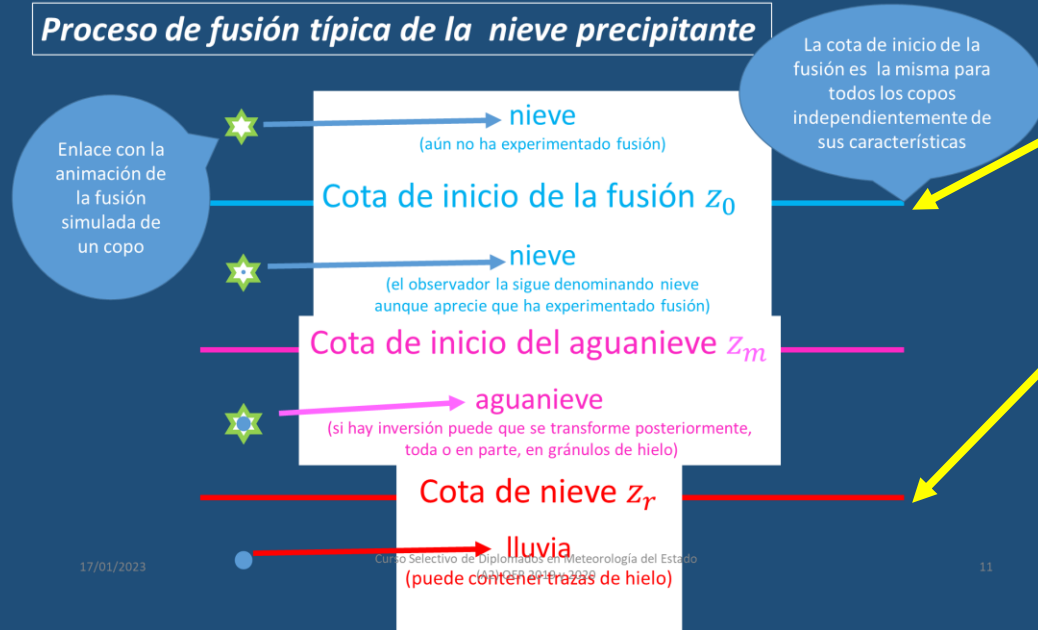 Proceso de fusión típica de la nieve precipitante
La cota de inicio de la
fusión es la misma para
todos los copos
independientemente de
sus características
Enlace con la
animación de
la fusión
simulada de
un copo
nieve
(aún no ha experimentado fusión)
Cota de inicio de la fusión z₀
nieve
(el observador la sigue denominando nieve
aunque aprecie que ha experimentado fusión)
Cota de inicio del aguanieve zₘ
aguanieve
(si hay inversión puede que se transforme posteriormente,
toda o en parte, en gránulos de hielo)
Cota de nieve zᵣ
lluvia
(puede contener trazas de hielo)
17/01/2023
Curso Selectivo de Diplomados en Meteorología del Estado
(A2) OEP 2019 y 2020
11